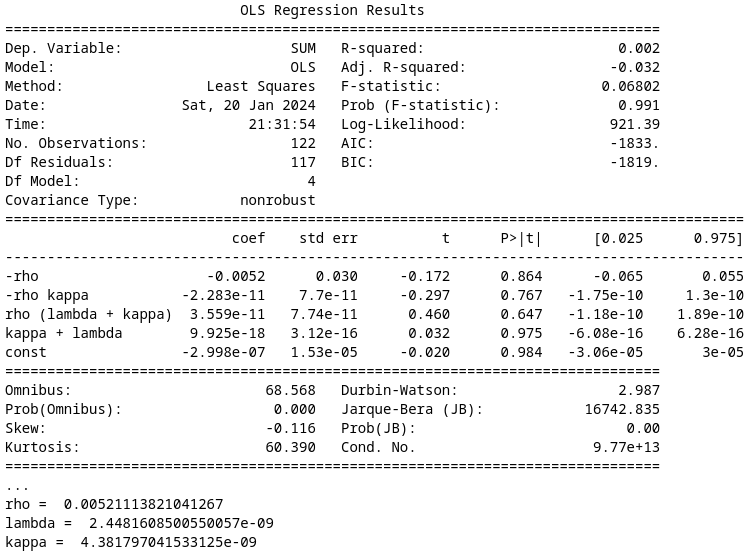 OLS Regression Results
==============================================================================
Dep. Variable:                    SUM   R-squared:                       0.002
Model:                            OLS   Adj. R-squared:                 -0.032
Method:                 Least Squares   F-statistic:                   0.06802
Date:                Sat, 20 Jan 2024   Prob (F-statistic):              0.991
Time:                        21:31:54   Log-Likelihood:                 921.39
No. Observations:                 122   AIC:                            -1833.
Df Residuals:                     117   BIC:                            -1819.
Df Model:                           4
Covariance Type:            nonrobust
========================================================================================
                           coef    std err          t      P>|t|      [0.025      0.975]
----------------------------------------------------------------------------------------
-rho                    -0.0052      0.030     -0.172      0.864      -0.065       0.055
-rho kappa           -2.283e-11    7.7e-11     -0.297      0.767   -1.75e-10     1.3e-10
rho (lambda + kappa)  3.559e-11   7.74e-11      0.460      0.647   -1.18e-10    1.89e-10
kappa + lambda        9.925e-18   3.12e-16      0.032      0.975   -6.08e-16    6.28e-16
const                -2.998e-07   1.53e-05     -0.020      0.984   -3.06e-05       3e-05
==============================================================================
Omnibus:                       68.568   Durbin-Watson:                   2.987
Prob(Omnibus):                  0.000   Jarque-Bera (JB):            16742.835
Skew:                          -0.116   Prob(JB):                         0.00
Kurtosis:                      60.390   Cond. No.                     9.77e+13
==============================================================================
...
rho =  0.00521113821041267
lambda =  2.4481608500550057e-09
kappa =  4.381797041533125e-09